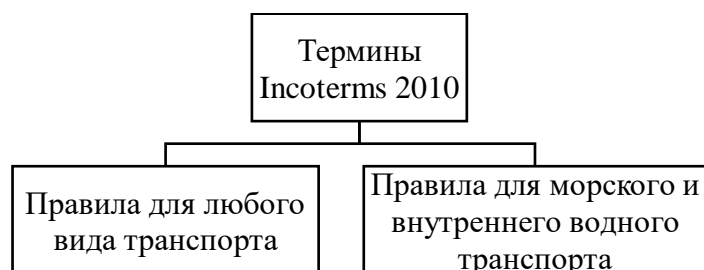 Термины
Incoterms 2010
Правила для любого
вида транспорта
Правила для морского и
внутреннего водного
транспорта